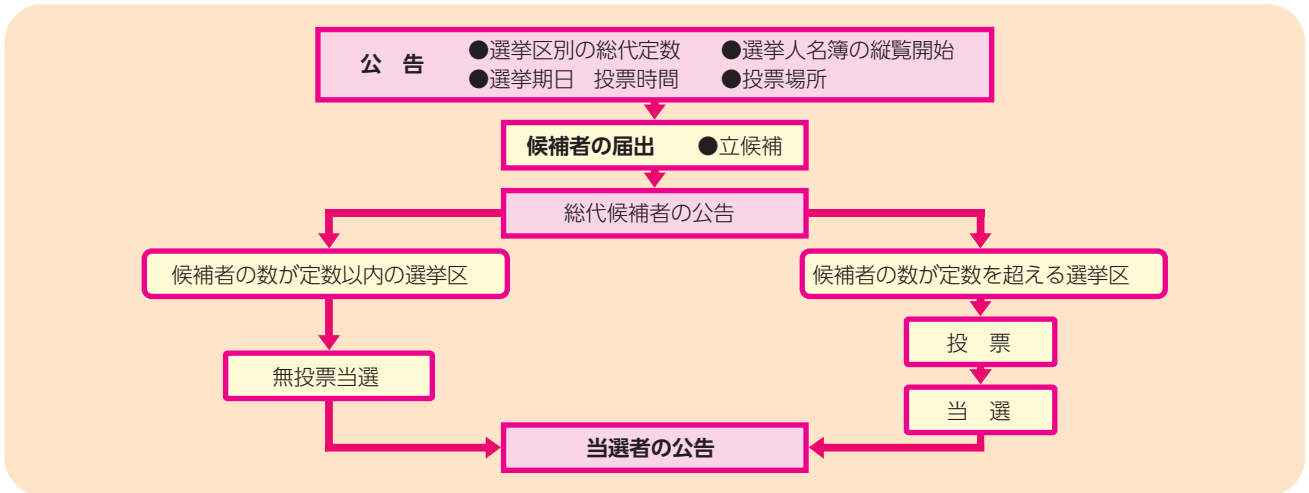 公　告
●選挙区別の総代定数　●選挙人名簿の縦覧開始
●選挙期日　投票時間　●投票場所
候補者の届出　●立候補
総代候補者の公告
候補者の数が定数以内の選挙区
候補者の数が定数を超える選挙区
投　票
無投票当選
当　選
当選者の公告